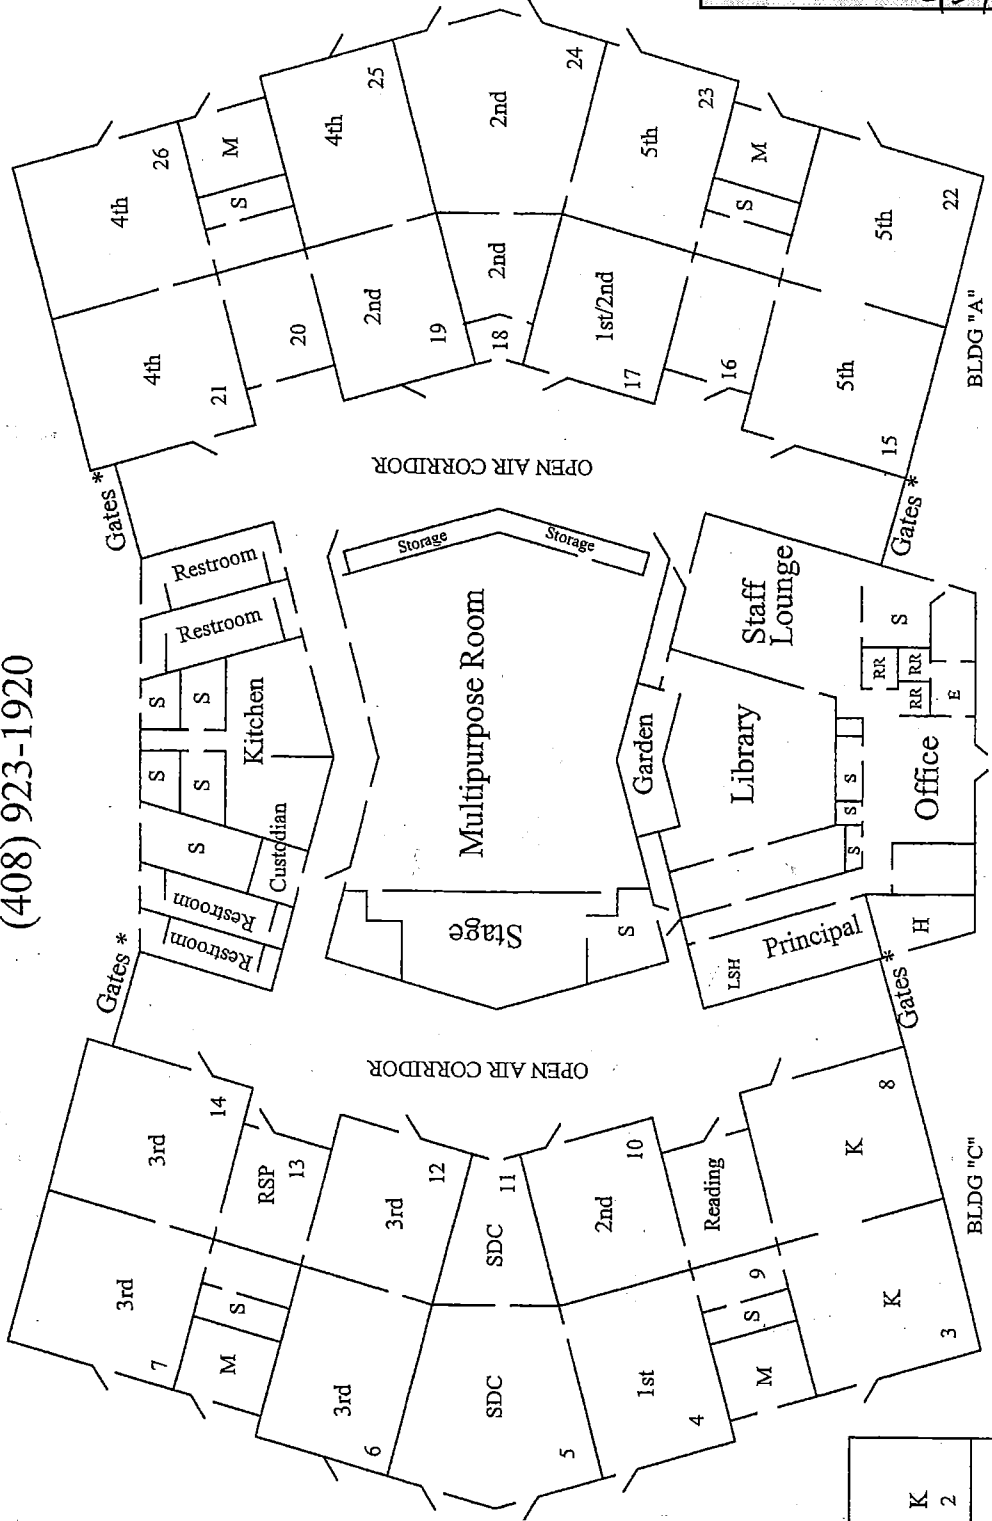 (408) 923-1920
4th
26
M
S
4th
25
2nd
24
5th
23
M
S
5th
22
4th
21
20
2nd
19
2nd
18
1st/2nd
17
16
5th
15
BLDG "A"
OPEN AIR CORRIDOR
Gates *
Gates *
Restroom
Restroom
S
S
S
S
Kitchen
S
Custodian
Restroom
Restroom
Gates *
Storage
Storage
Multipurpose Room
Stage
S
Garden
Staff
Lounge
Library
S
RR
RR
RR
E
S
S
S
Office
Principal
LSH
H
Gates *
OPEN AIR CORRIDOR
3rd
14
RSP
13
3rd
12
SDC
11
2nd
10
Reading
K
8
3rd
7
S
M
3rd
6
SDC
5
1st
4
9
S
M
K
3
BLDG "C"
K
2